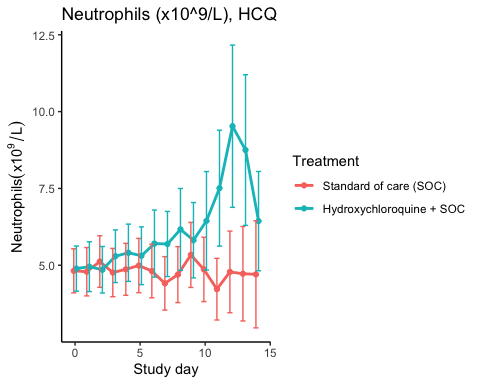 Neutrophils (x10^9/L), HCQ
12.5
10.0
7.5
5.0
Neutrophils(x10⁹/L)
0 5 10 15
Study day
Treatment
Standard of care (SOC)
Hydroxychloroquine + SOC